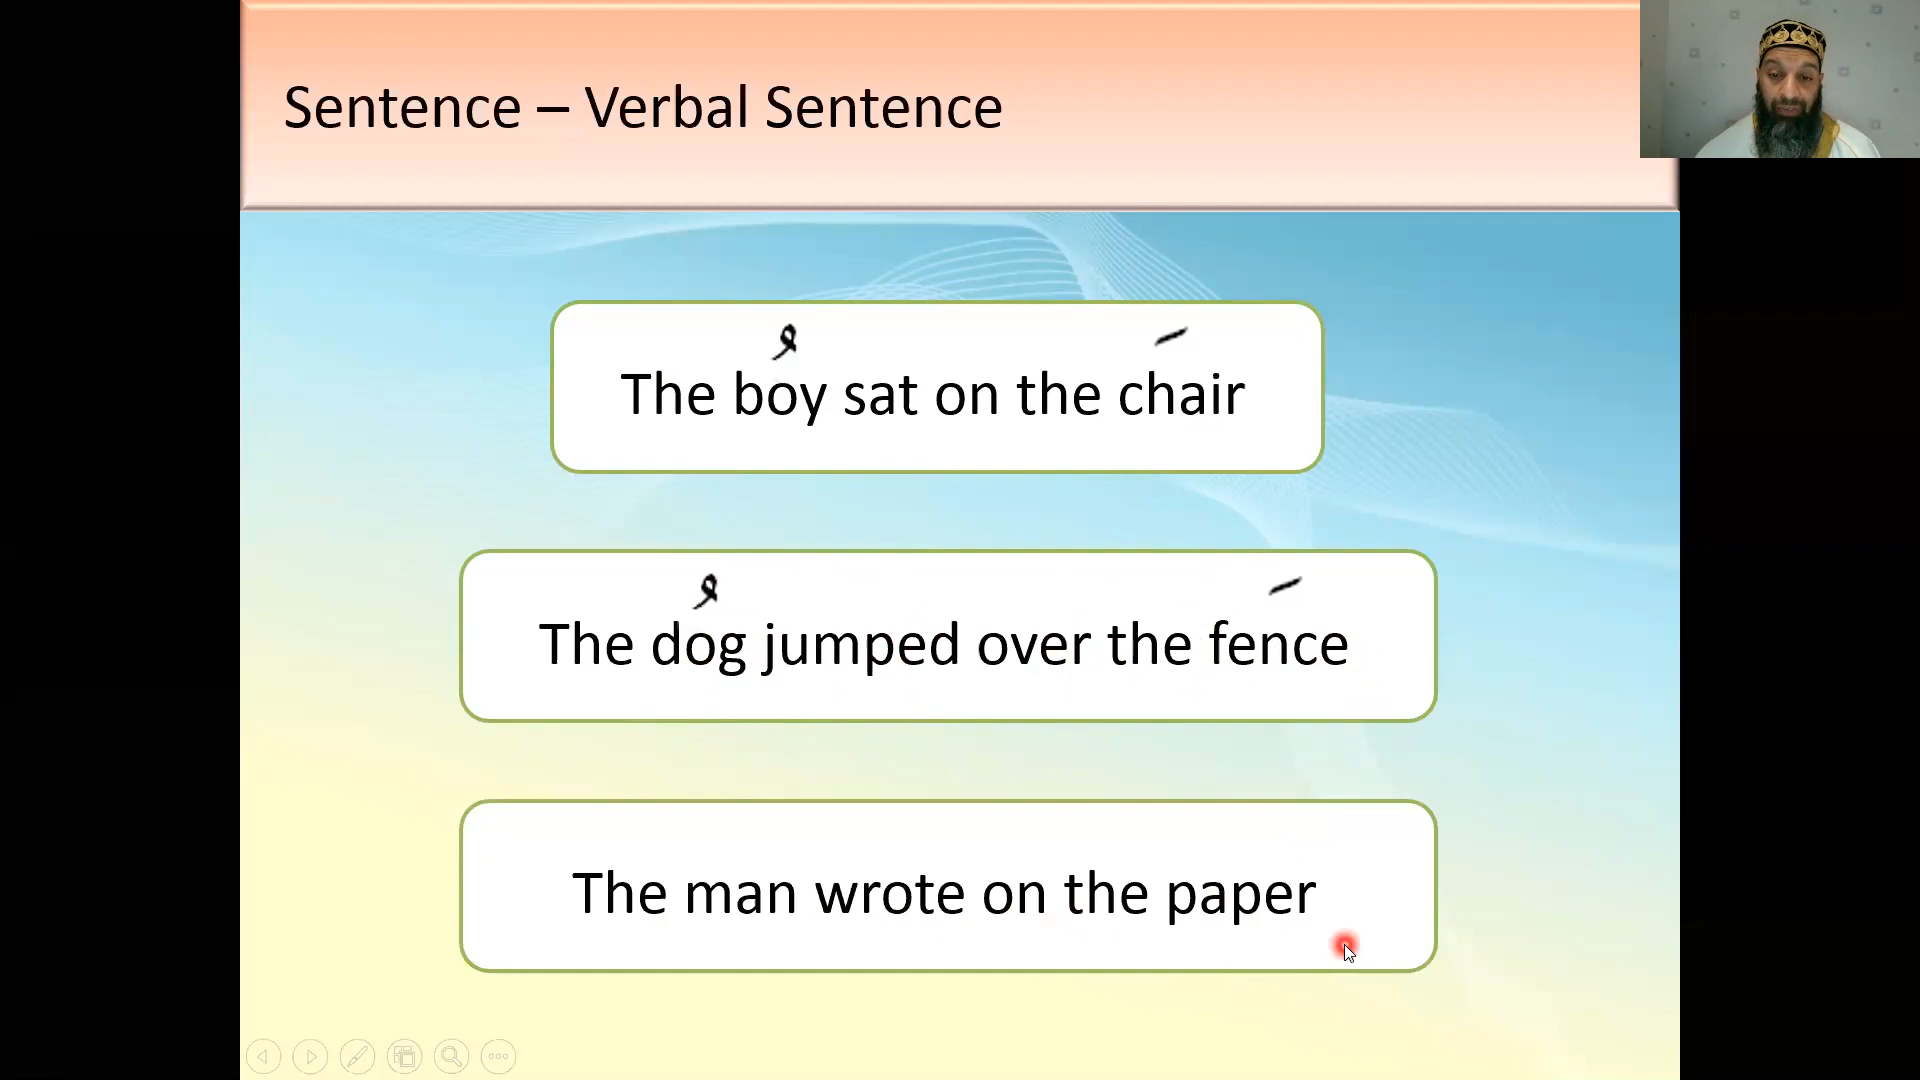 Sentence – Verbal Sentence
ُ َ
The boy sat on the chair
ُ َ
The dog jumped over the fence
The man wrote on the paper